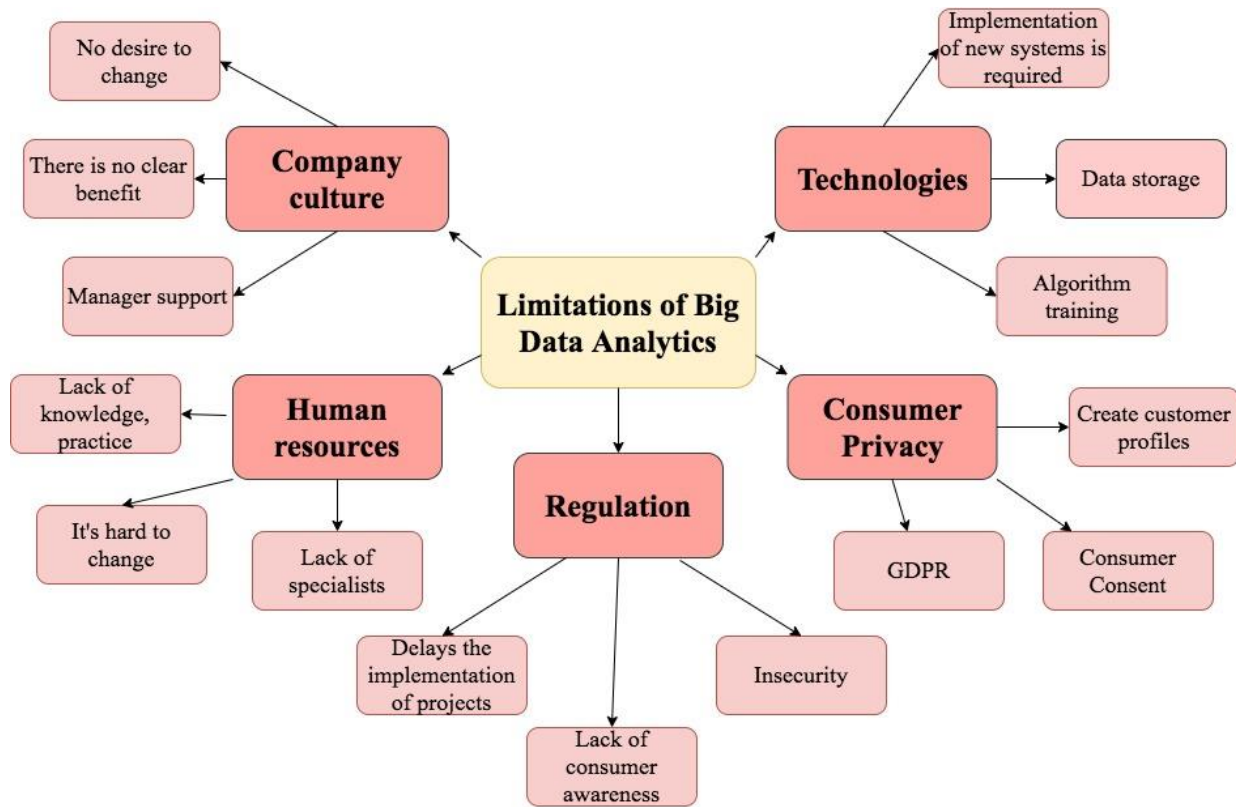 No desire to
change
There is no clear
benefit
Manager support
Company
culture
Implementation
of new systems is
required
Technologies
Data storage
Algorithm
training
Limitations of Big
Data Analytics
Lack of
knowledge,
practice
Human
resources
It's hard to
change
Lack of
specialists
Regulation
Delays the
implementation
of projects
Lack of
consumer
awareness
Insecurity
Consumer
Privacy
Create customer
profiles
GDPR
Consumer
Consent